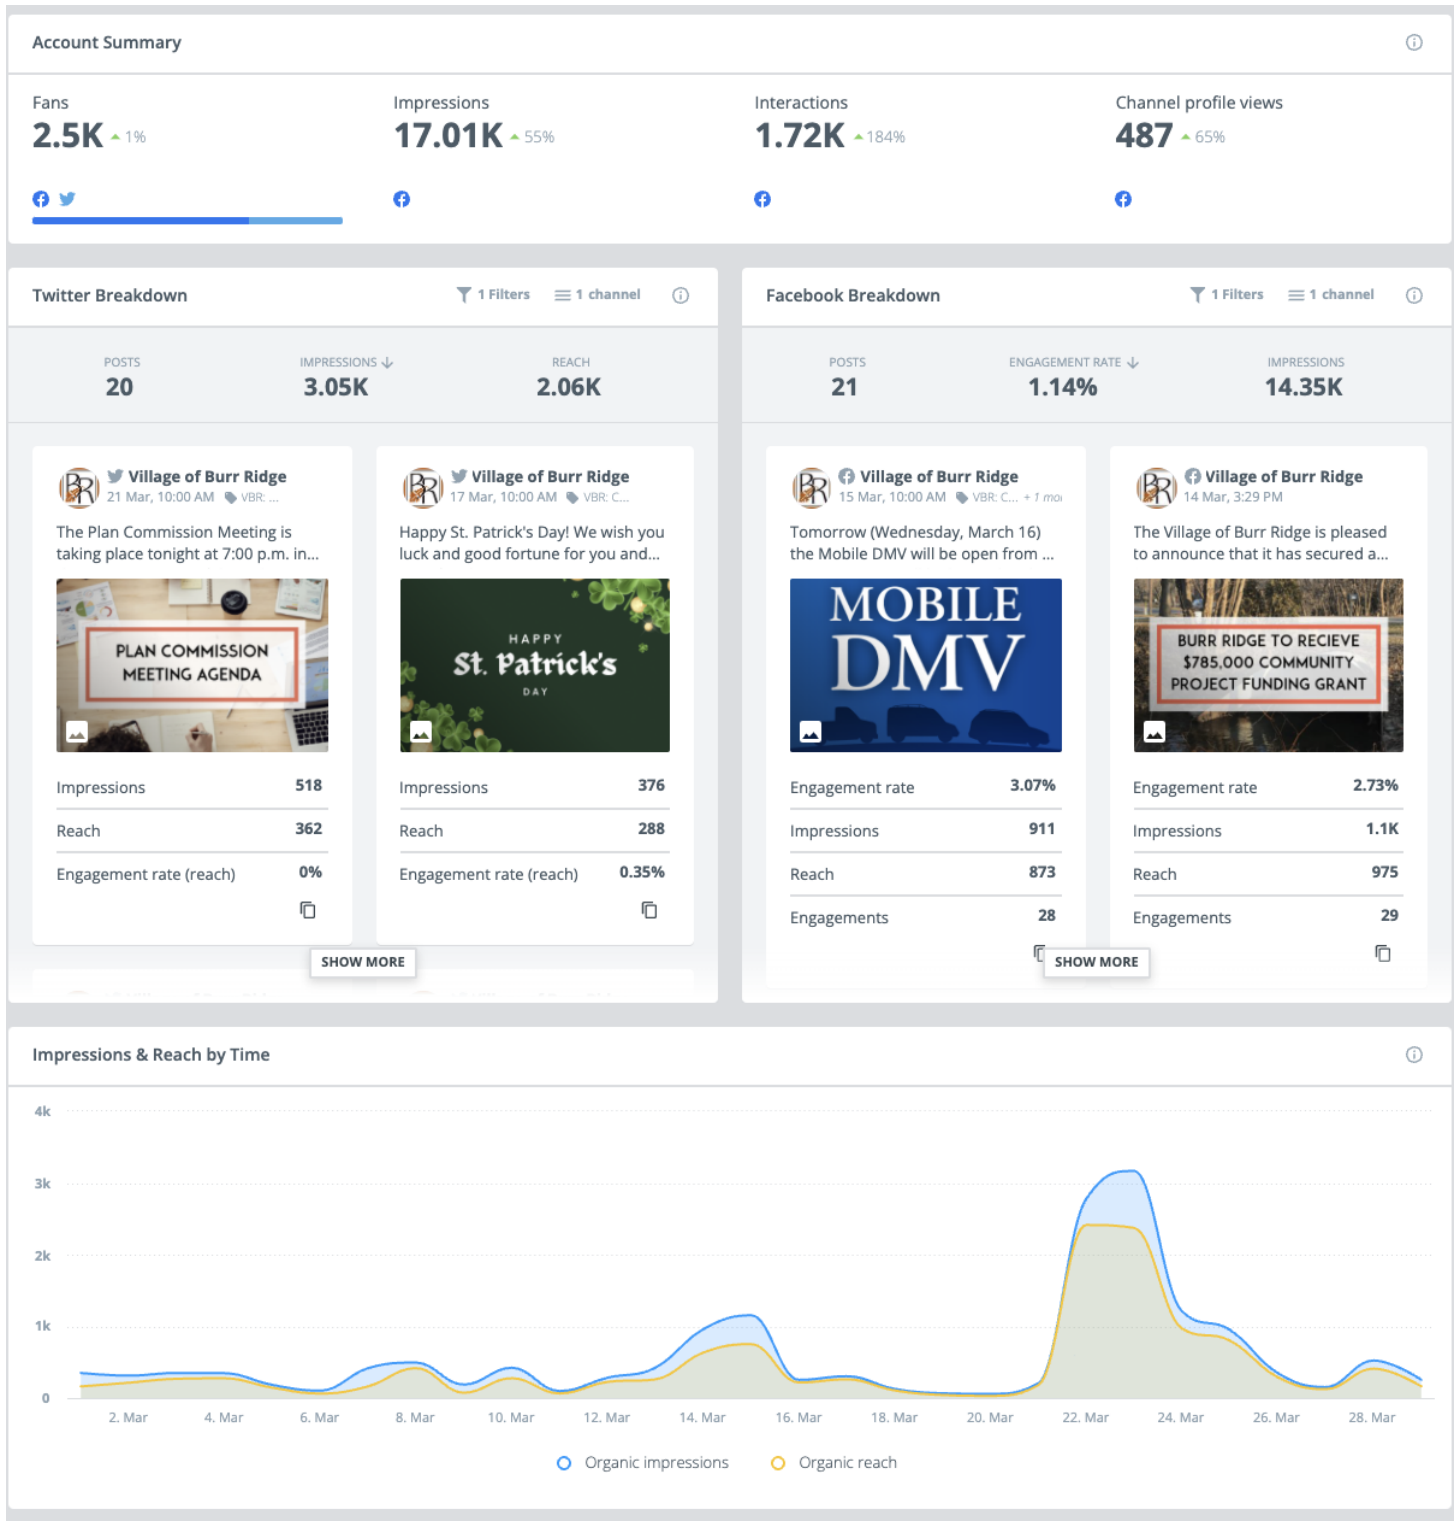 Account Summary
Fans
2.5K 1%
Impressions
17.01K 55%
Interactions
1.72K 184%
Channel profile views
487 65%
Twitter Breakdown
1 Filters
1 channel
POSTS
20
IMPRESSIONS
3.05K
REACH
2.06K
Village of Burr Ridge
21 Mar, 10:00 AM VBR: ...
The Plan Commission Meeting is
taking place tonight at 7:00 p.m. in...
PLAN COMMISSION
MEETING AGENDA
Impressions 518
Reach 362
Engagement rate (reach) 0%
Village of Burr Ridge
17 Mar, 10:00 AM VBR: C...
Happy St. Patrick's Day! We wish you
luck and good fortune for you and...
HAPPY
St. Patrick's
DAY
Impressions 376
Reach 288
Engagement rate (reach) 0.35%
SHOW MORE
Facebook Breakdown
1 Filters
1 channel
POSTS
21
ENGAGEMENT RATE
1.14%
IMPRESSIONS
14.35K
Village of Burr Ridge
15 Mar, 10:00 AM VBR: C... + 1 mo
Tomorrow (Wednesday, March 16)
the Mobile DMV will be open from ...
MOBILE
DMV
Engagement rate 3.07%
Impressions 911
Reach 873
Engagements 28
Village of Burr Ridge
14 Mar, 3:29 PM
The Village of Burr Ridge is pleased
to announce that it has secured a...
BURR RIDGE TO RECIEVE
$785,000 COMMUNITY
PROJECT FUNDING GRANT
Impressions & Reach by Time
Engagement rate 2.73%
Impressions 1.1K
Reach 975
Engagements 29
SHOW MORE
4k
3k
2k
1k
0
2. Mar 4. Mar 6. Mar 8. Mar 10. Mar 12. Mar 14. Mar 16. Mar 18. Mar 20. Mar 22. Mar 24. Mar 26. Mar 28. Mar
Organic impressions
Organic reach